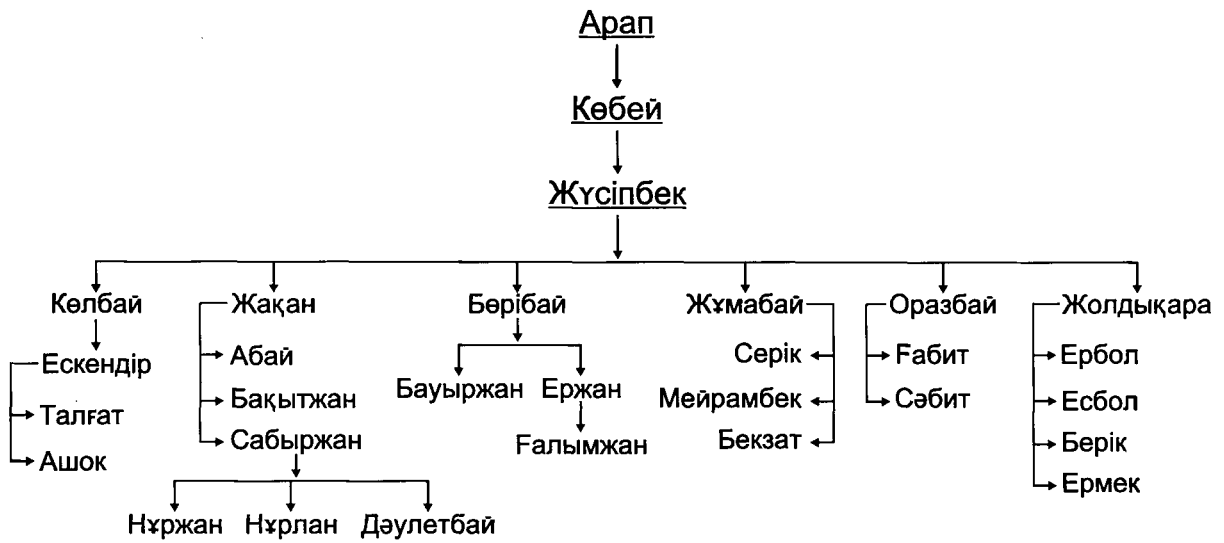 Арап
Көбей
Жүсіпбек
Көлбай Жақан Бөрібай Жұмабай Оразбай Жолдықара
Ескендір Абай Бауыржан Ержан Серік Ғабит Ербол
Талғат Бақытжан Ғалымжан Мейрамбек Сәбит Есбол
Ашок Сабыржан Бекзат Берік
Нұржан Нұрлан Дәулетбай Ермек